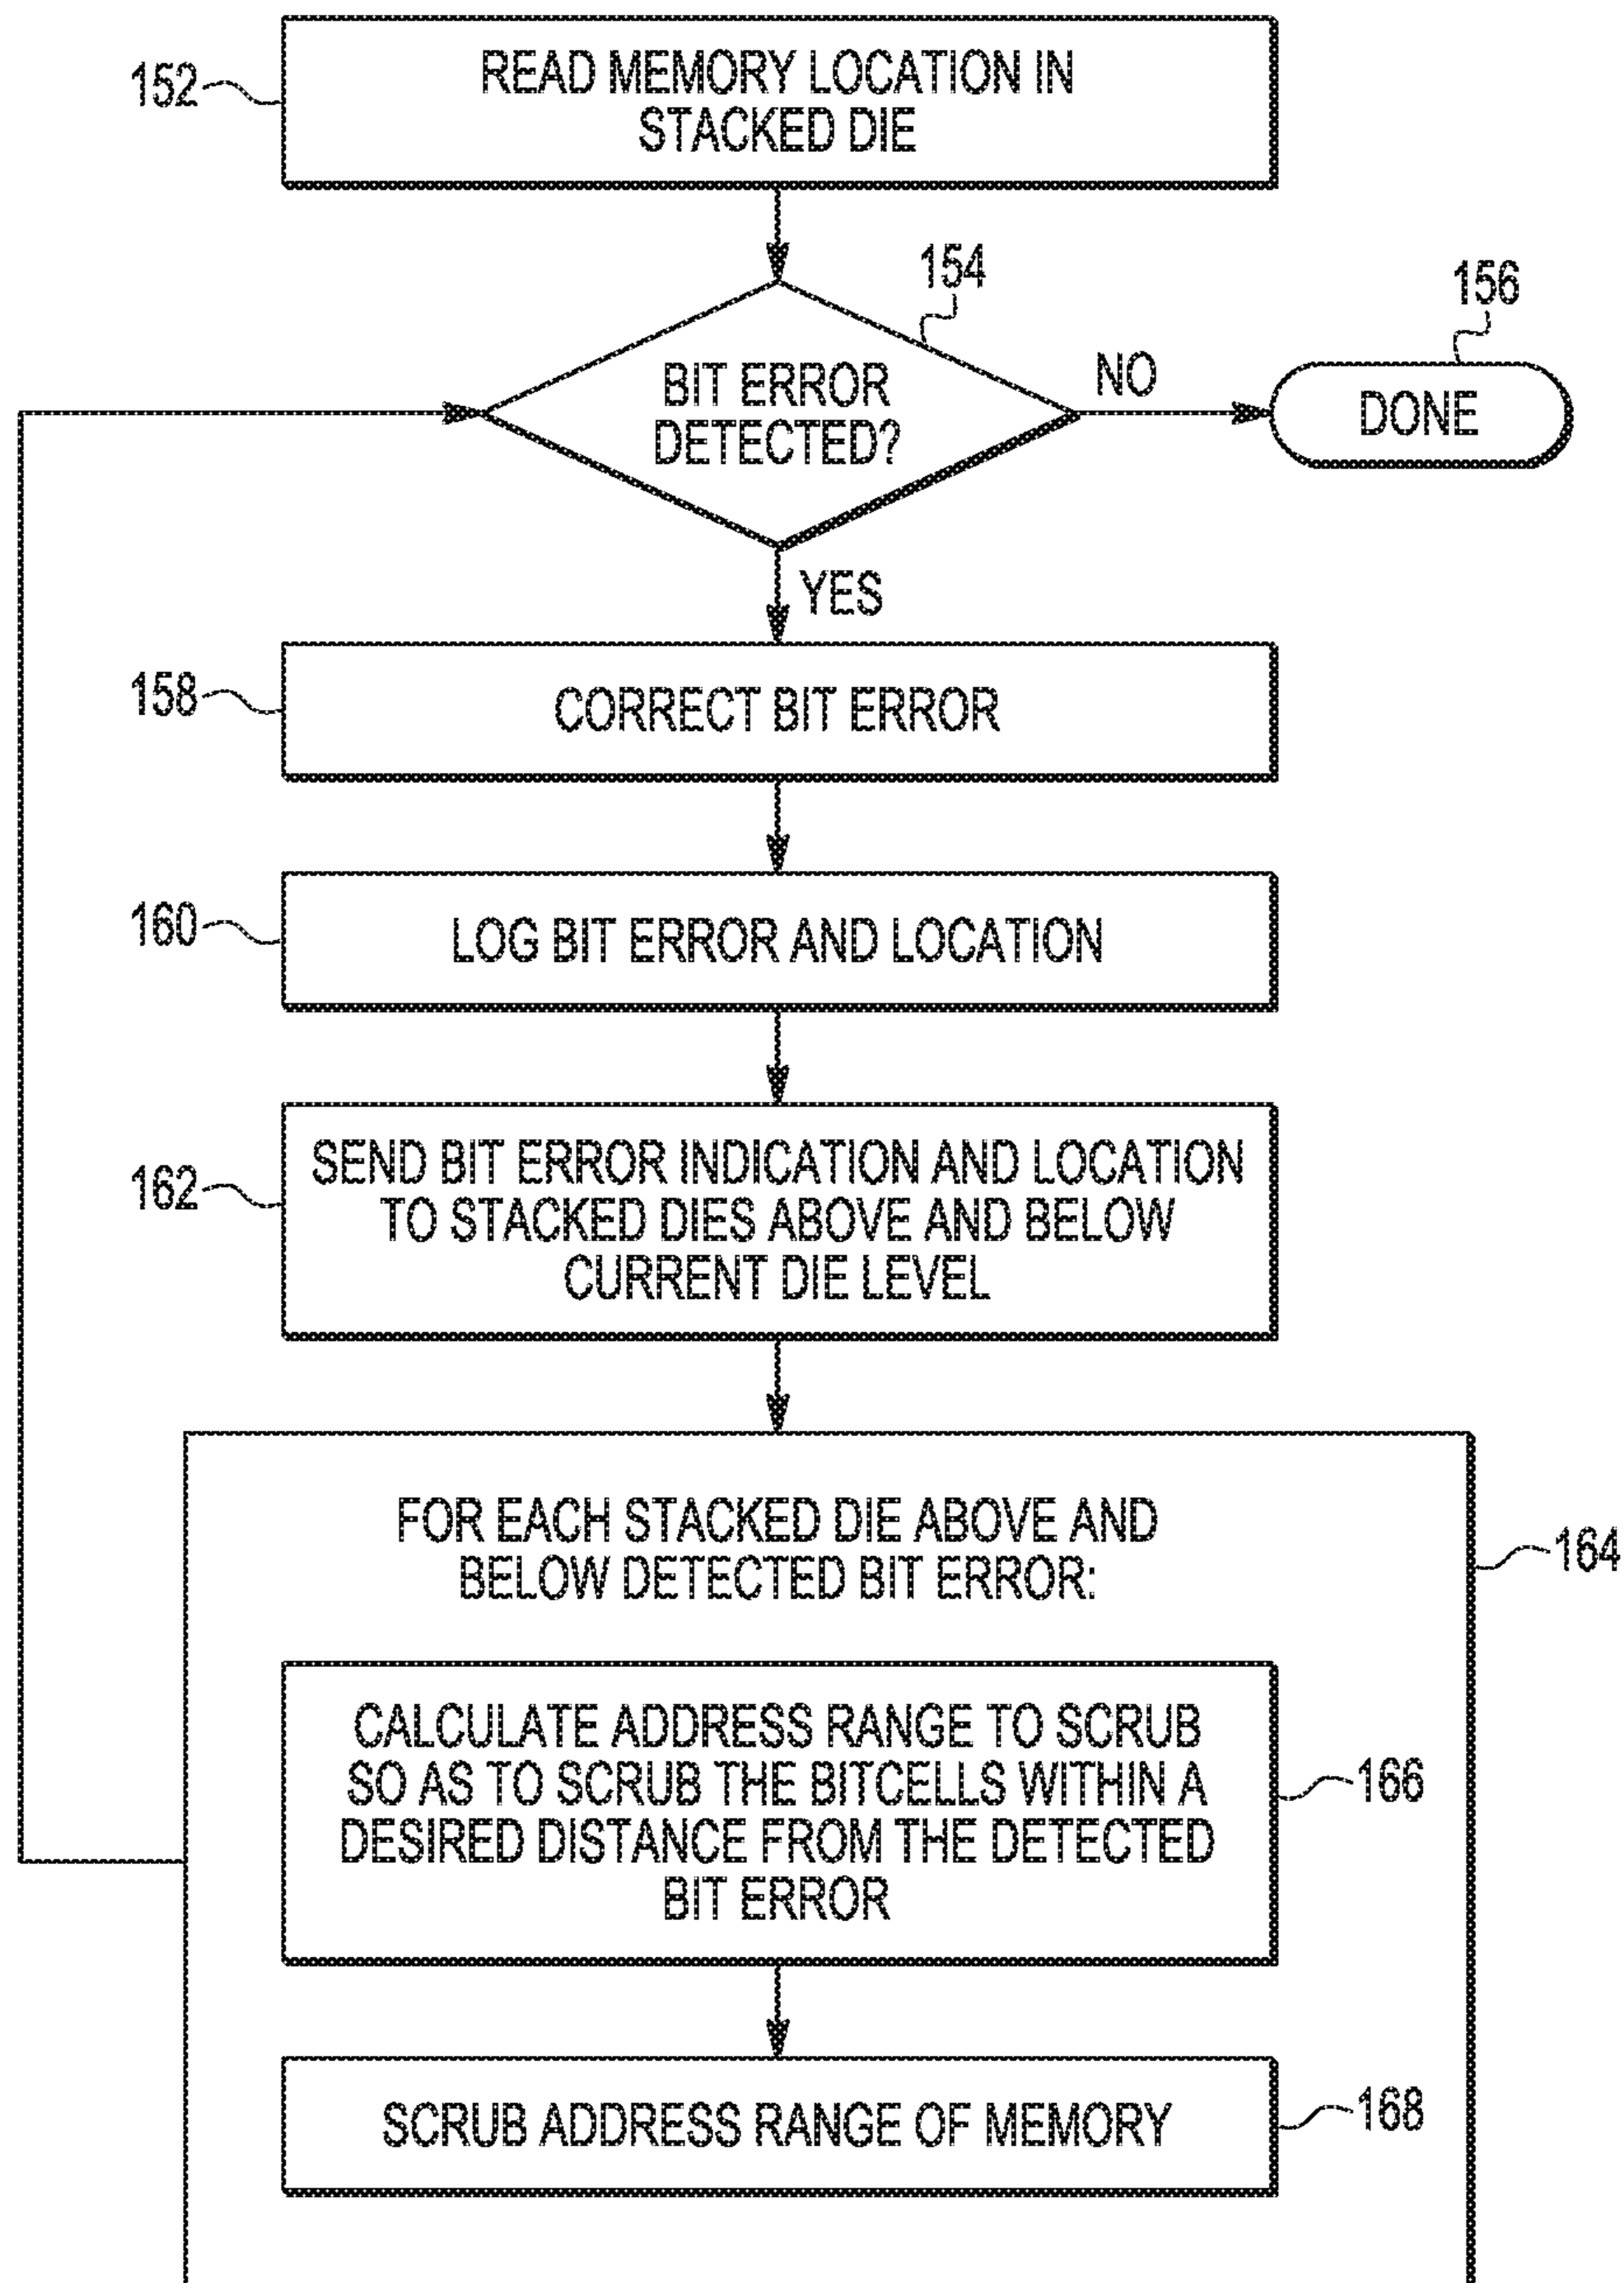 152
READ MEMORY LOCATION IN
STACKED DIE
154
156
BIT ERROR
DETECTED?
NO
DONE
YES
158
CORRECT BIT ERROR
160
LOG BIT ERROR AND LOCATION
162
SEND BIT ERROR INDICATION AND LOCATION
TO STACKED DIES ABOVE AND BELOW
CURRENT DIE LEVEL
FOR EACH STACKED DIE ABOVE AND
BELOW DETECTED BIT ERROR:
164
CALCULATE ADDRESS RANGE TO SCRUB
SO AS TO SCRUB THE BITCELLS WITHIN A
DESIRED DISTANCE FROM THE DETECTED
BIT ERROR
166
SCRUB ADDRESS RANGE OF MEMORY
168